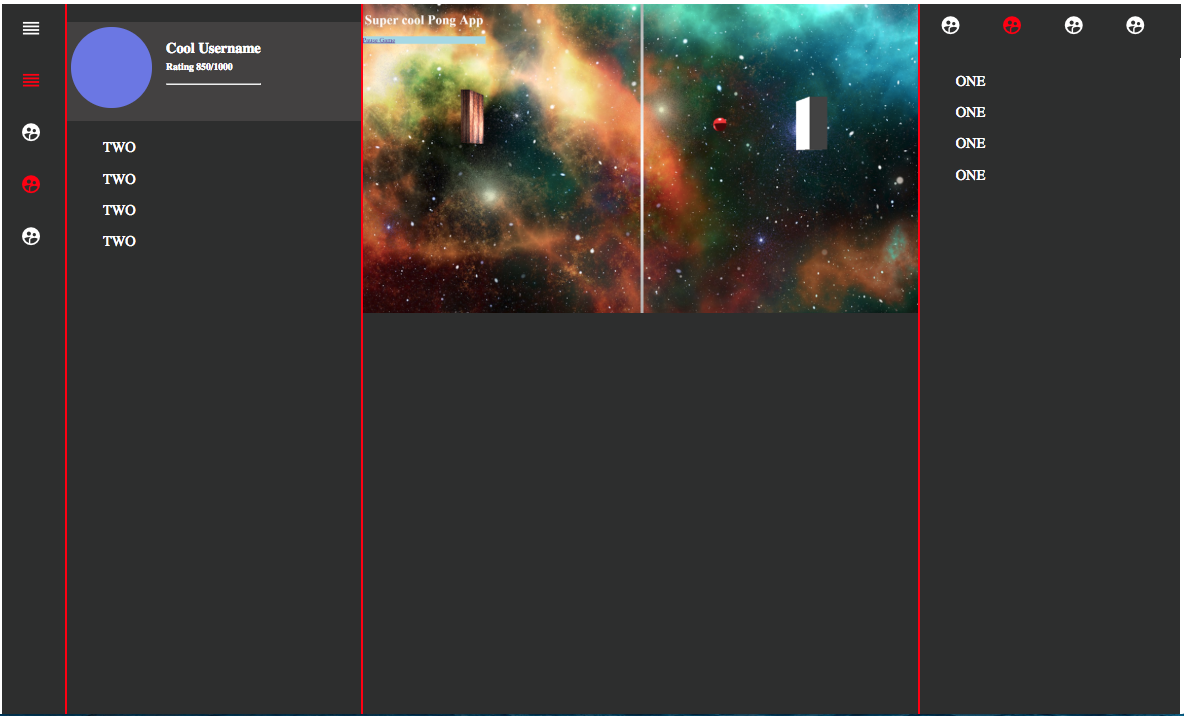 Cool Username
Rating 850/1000
TWO
TWO
TWO
TWO
Super cool Pong App
Pause Game
ONE
ONE
ONE
ONE